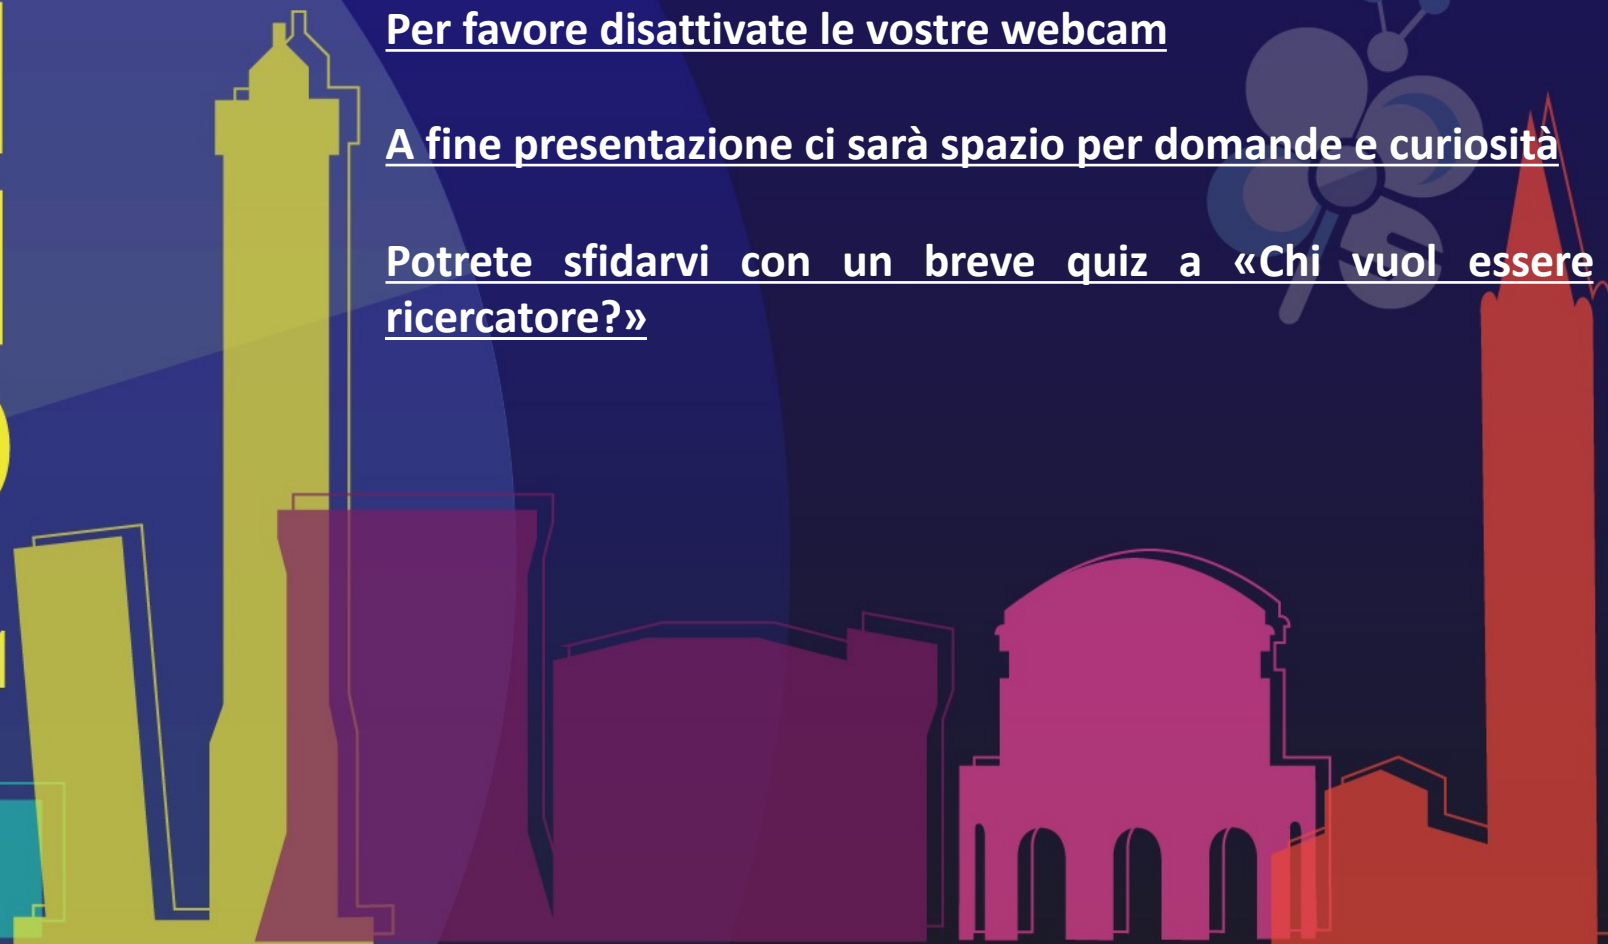 Per favore disattivate le vostre webcam
A fine presentazione ci sarà spazio per domande e curiosità
Potrete sfidarvi con un breve quiz a «Chi vuol essere
ricercatore?»